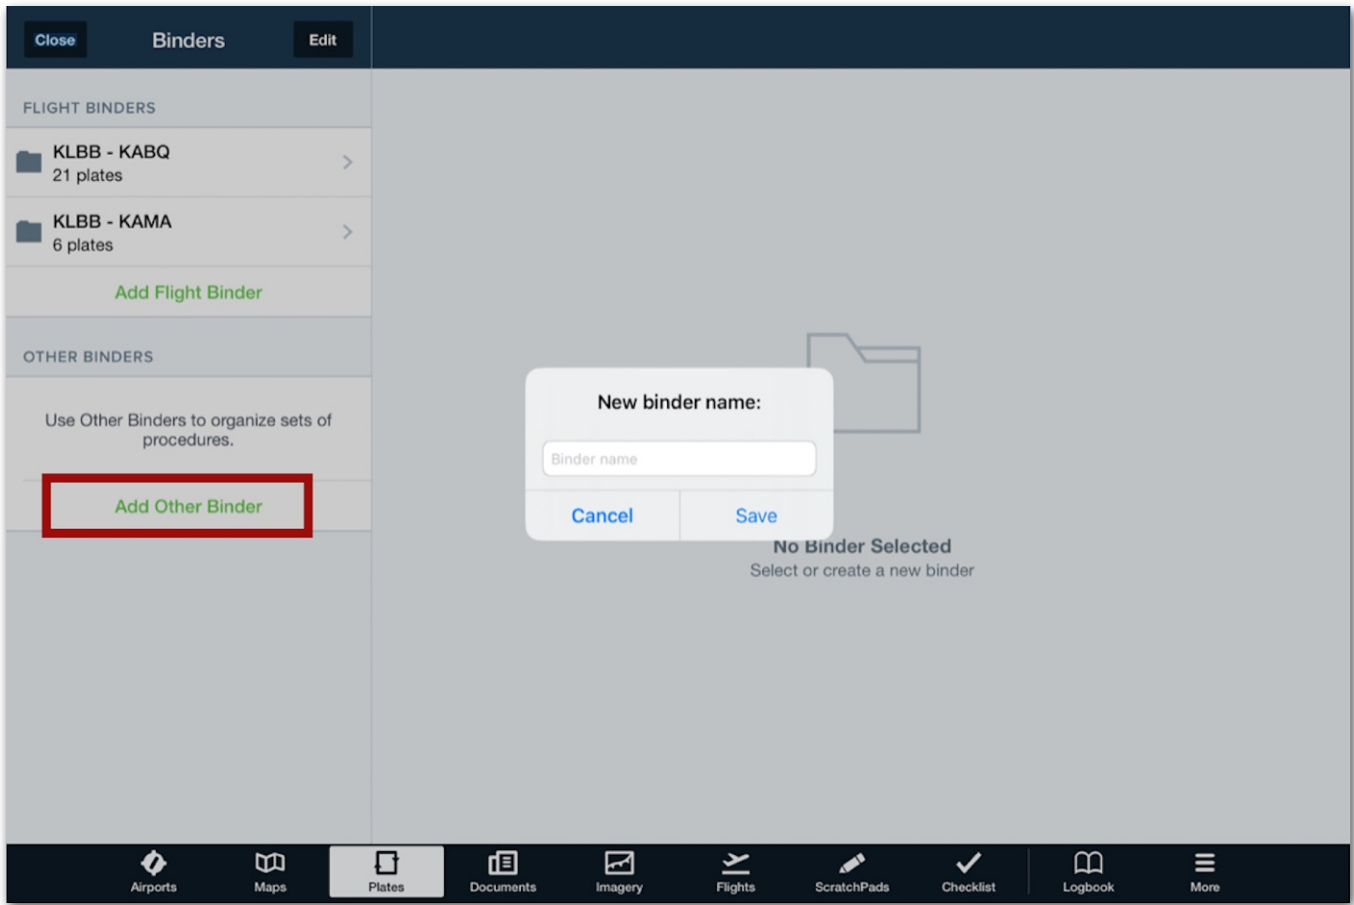 Close Binders Edit
FLIGHT BINDERS
KLBB - KABQ
21 plates
KLBB - KAMA
6 plates
Add Flight Binder
OTHER BINDERS
Use Other Binders to organize sets of
procedures.
Add Other Binder
New binder name:
Binder name
Cancel Save
No Binder Selected
Select or create a new binder
Airports Maps Plates Documents Imagery Flights ScratchPads Checklist Logbook More